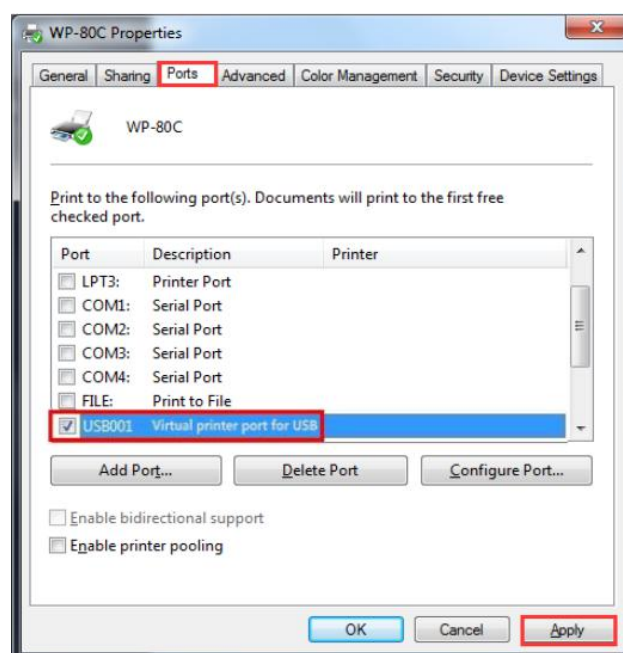 WP-80C Properties
General Sharing Ports Advanced Color Management Security Device Settings
WP-80C
Print to the following port(s). Documents will print to the first free
checked port.
Port Description Printer
LPT3: Printer Port
COM1: Serial Port
COM2: Serial Port
COM3: Serial Port
COM4: Serial Port
FILE: Print to File
USB001 Virtual printer port for USB
Add Port... Delete Port Configure Port...
Enable bidirectional support
Enable printer pooling
OK Cancel Apply